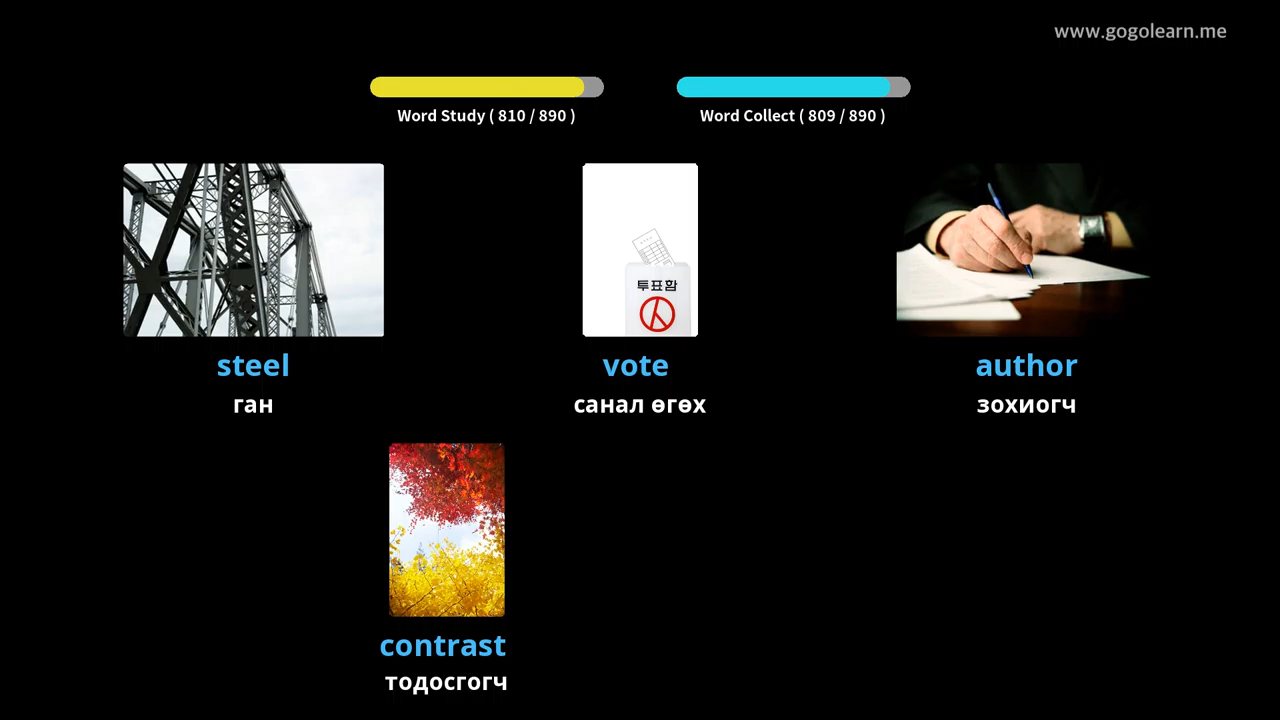 www.gogolearn.me
Word Study ( 810 / 890 )
Word Collect ( 809 / 890 )
투표함
steel
vote
author
ган
санал өгөх
зохиогч
contrast
тодосгогч